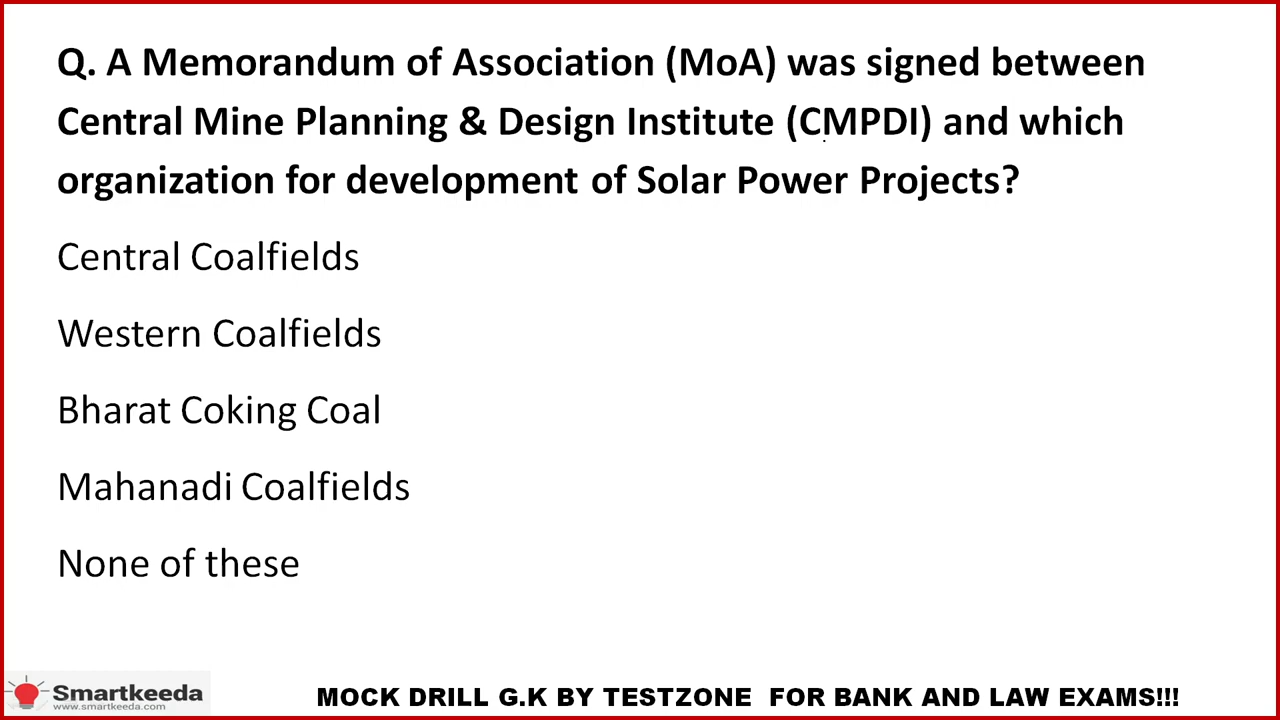 Q. A Memorandum of Association (MoA) was signed between
Central Mine Planning & Design Institute (CMPDI) and which
organization for development of Solar Power Projects?
Central Coalfields
Western Coalfields
Bharat Coking Coal
Mahanadi Coalfields
None of these
Smartkeeda
www.smartkeeda.com
MOCK DRILL G.K BY TESTZONE FOR BANK AND LAW EXAMS!!!